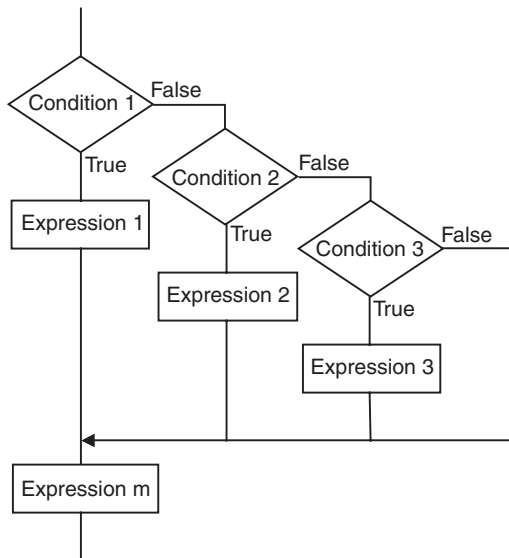 Condition 1
False
True
Condition 2
False
Expression 1
True
Condition 3
False
Expression 2
True
Expression 3
Expression m